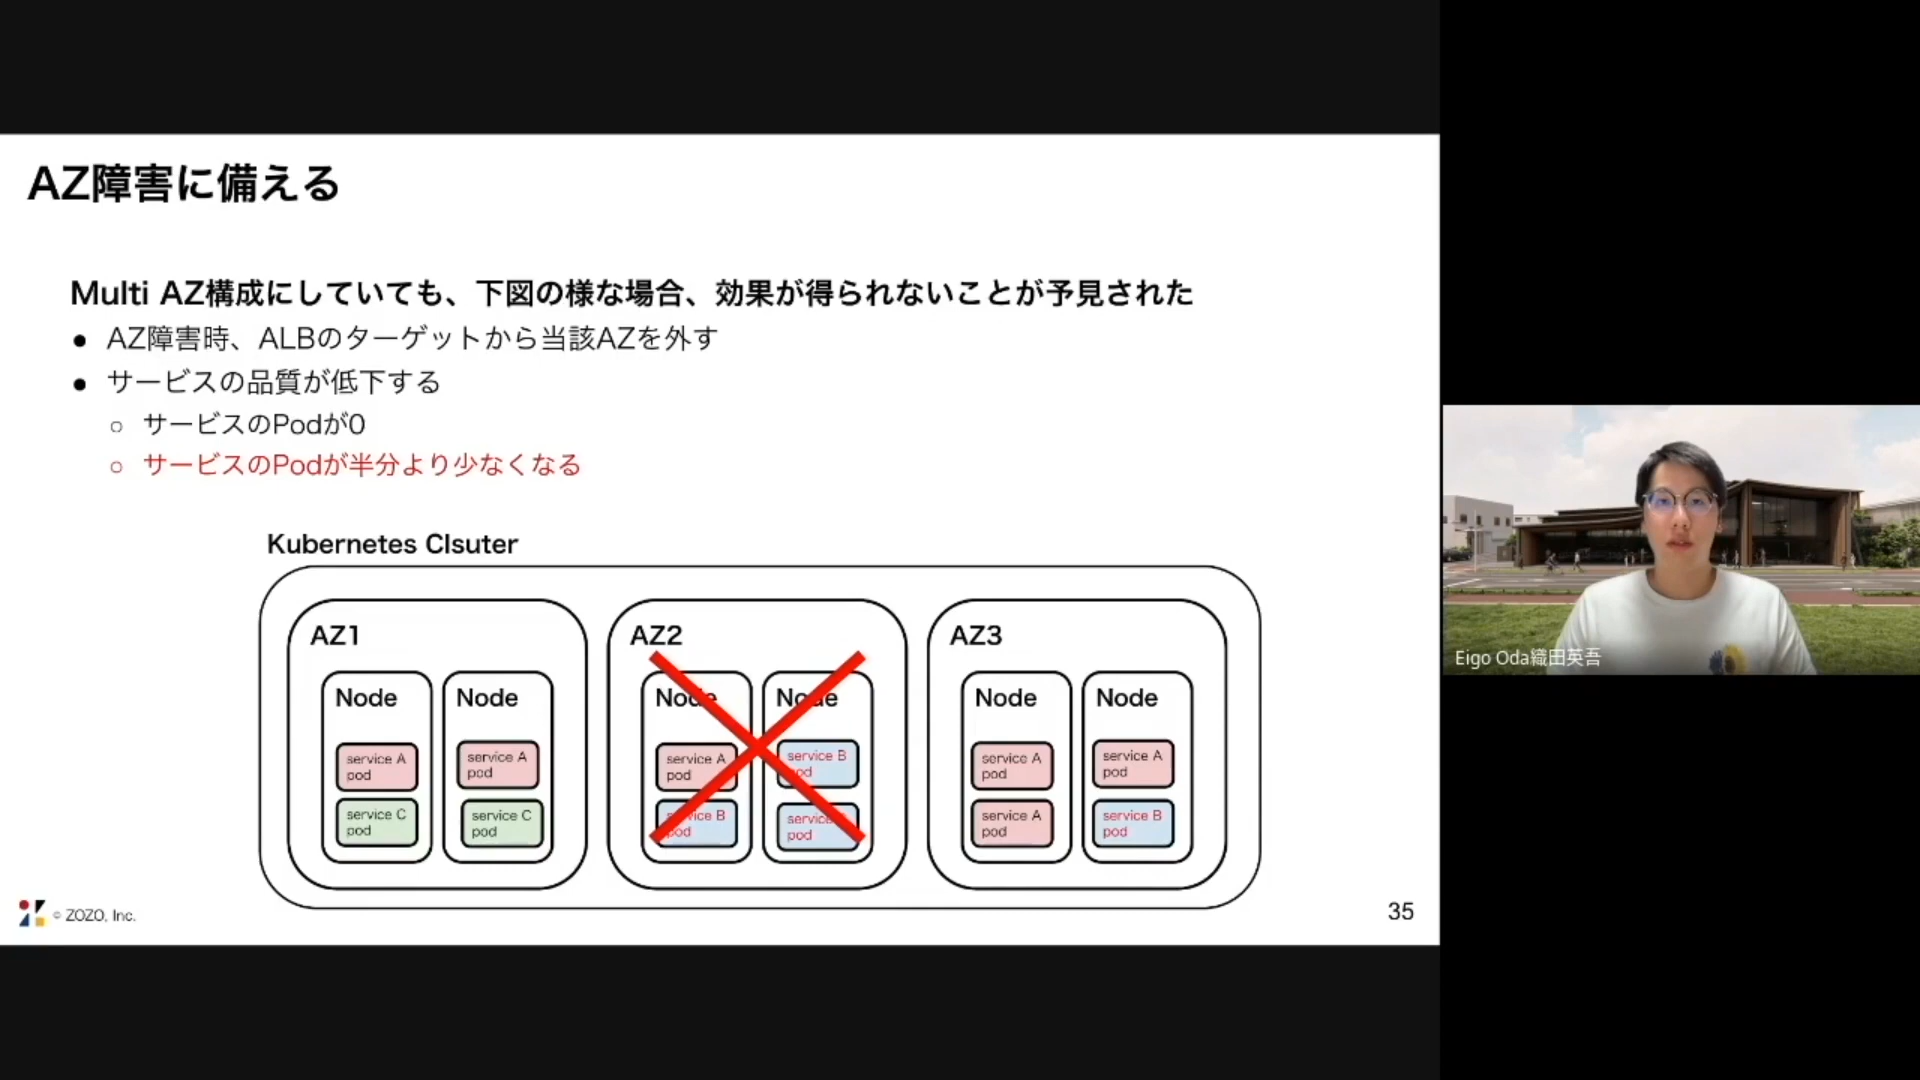 AZ障害に備える
Multi AZ構成にしていても、下図の様な場合、効果が得られないことが予見された
● AZ障害時、ALBのターゲットから当該AZを外す
● サービスの品質が低下する
○ サービスのPodが0
○ サービスのPodが半分より少なくなる
Kubernetes Clsuter
AZ1
Node
service A
pod
service C
pod
Node
service A
pod
service C
pod
AZ2
Node
service A
pod
B
pod
Node
service B
pod
service
pod
AZ3
Node
service A
pod
service A
pod
Node
service A
pod
service B
pod
© ZOZO, Inc.
35
Eigo Oda織田英吾